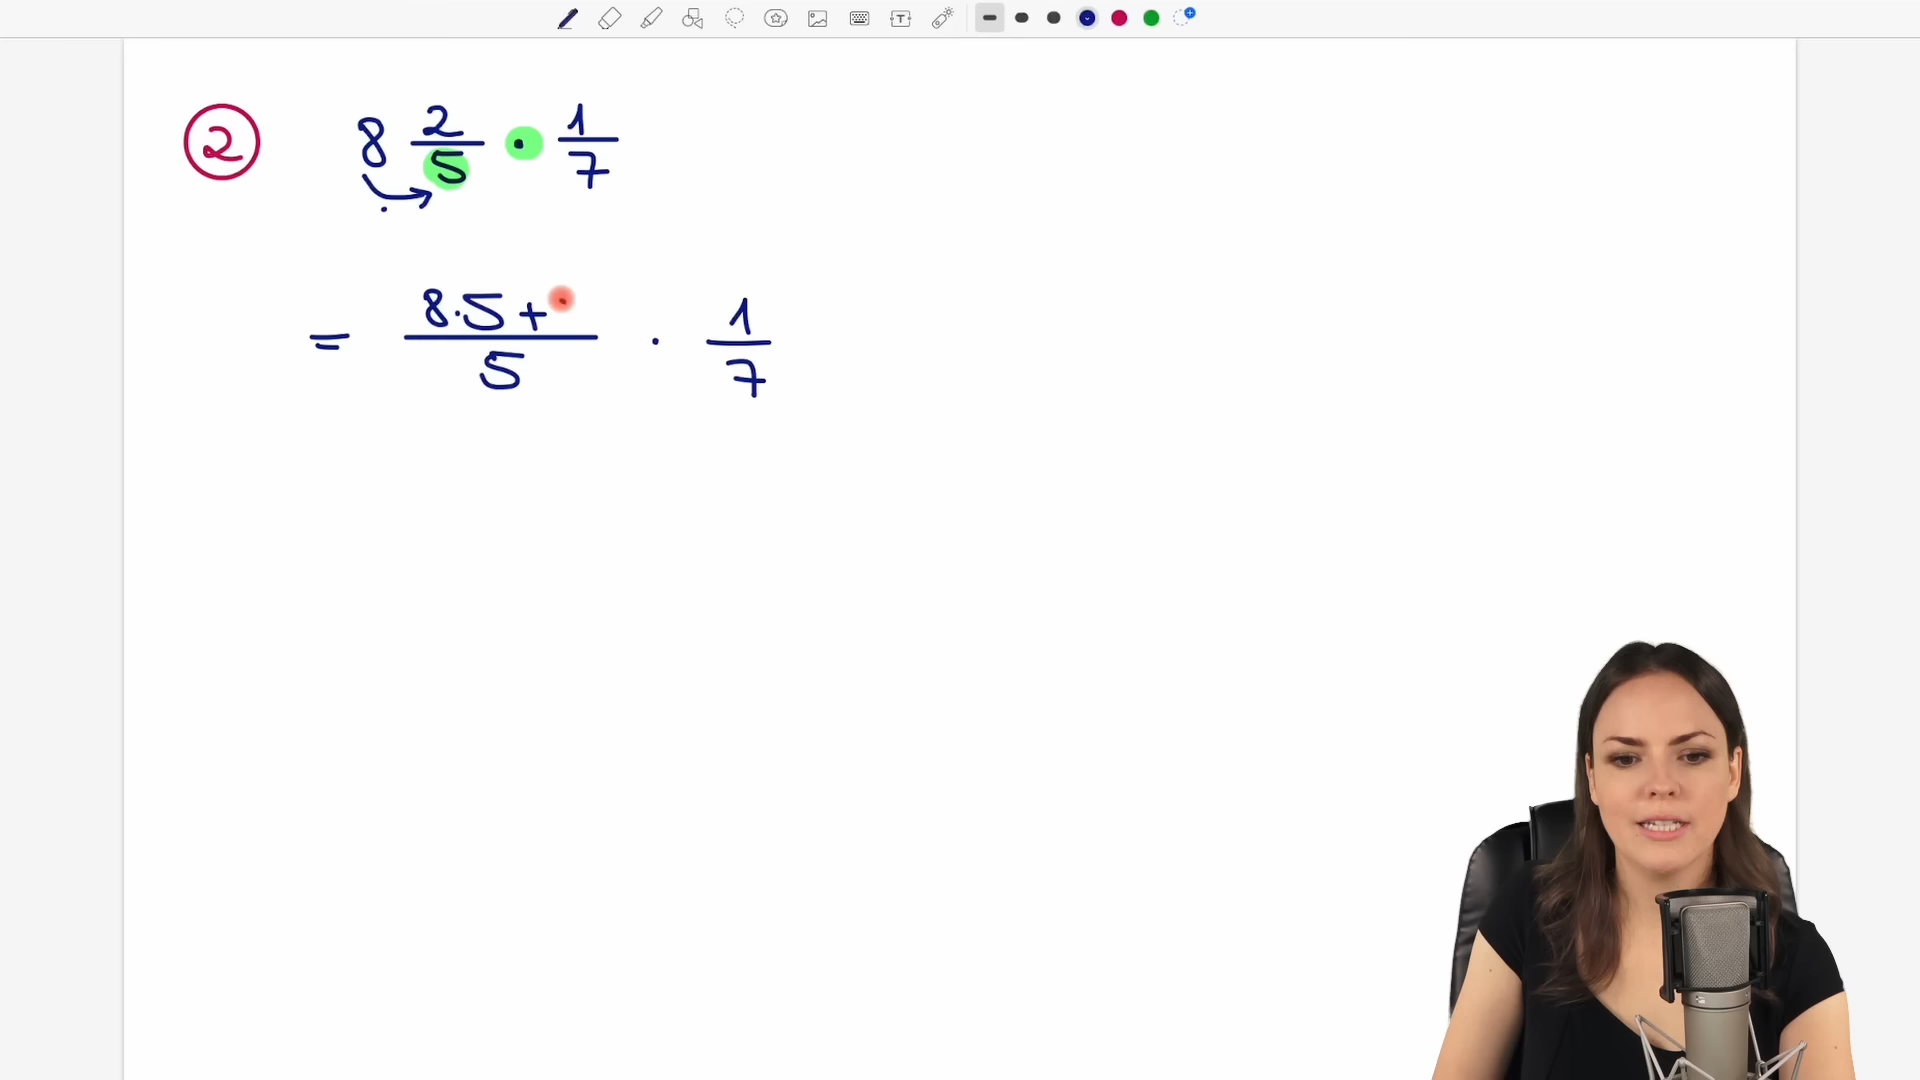 ② 8 2/5 · 1/7
= (8·5+)/5 · 1/7